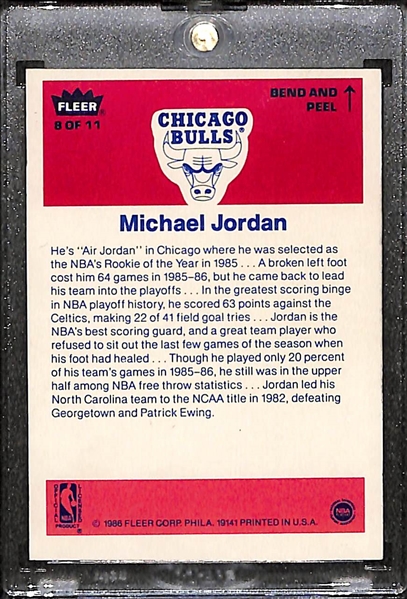 FLEER
8 OF 11
CHICAGO
BULLS®
BEND AND
PEEL
Michael Jordan
He's "Air Jordan" in Chicago where he was selected as
the NBA's Rookie of the Year in 1985 . . . A broken left foot
cost him 64 games in 1985-86, but he came back to lead
his team into the playoffs . . . In the greatest scoring binge
in NBA playoff history, he scored 63 points against the
Celtics, making 22 of 41 field goal tries . . . Jordan is the
NBA's best scoring guard, and a great team player who
refused to sit out the last few games of the season when
his foot had healed . . . Though he played only 20 percent
of his team's games in 1985-86, he still was in the upper
half among NBA free throw statistics . . . Jordan led his
North Carolina team to the NCAA title in 1982, defeating
Georgetown and Patrick Ewing.
OFFICIAL LICENSED
NBA
PRODUCT
NBA
© 1986 FLEER CORP. PHILA. 19141 PRINTED IN U.S.A.